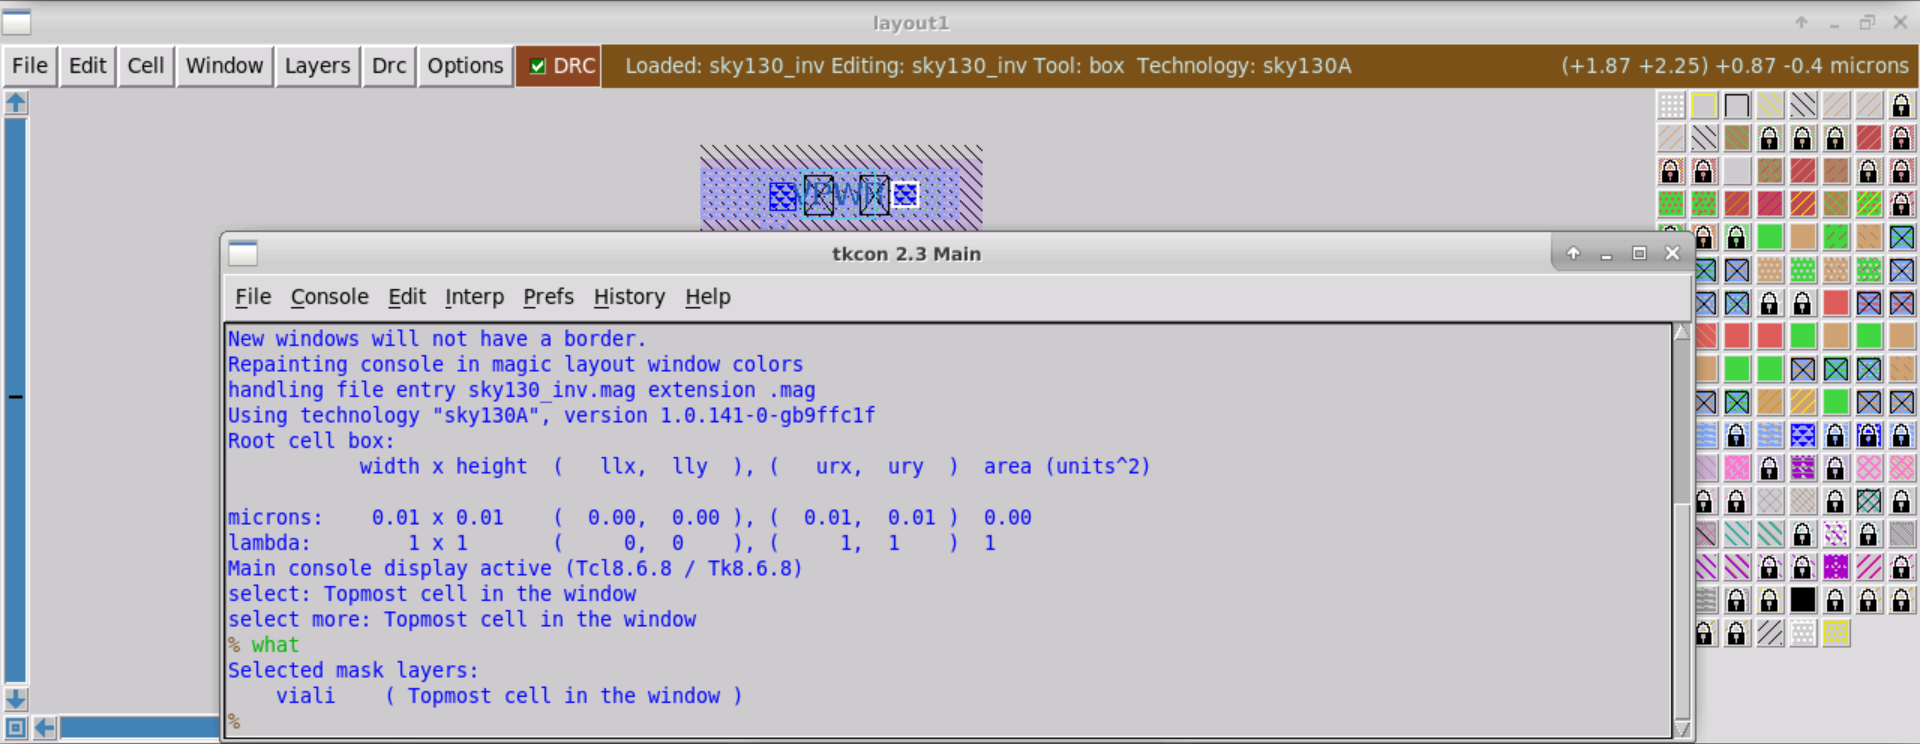 layout1
File Edit Cell Window Layers Drc Options DRC Loaded: sky130_inv Editing: sky130_inv Tool: box Technology: sky130A (+1.87 +2.25) +0.87 -0.4 microns
VPWR
tkcon 2.3 Main
File Console Edit Interp Prefs History Help
New windows will not have a border.
Repainting console in magic layout window colors
handling file entry sky130_inv.mag extension .mag
Using technology "sky130A", version 1.0.141-0-gb9ffc1f
Root cell box:
width x height ( llx, lly ), ( urx, ury ) area (units^2)
microns: 0.01 x 0.01 ( 0.00, 0.00 ), ( 0.01, 0.01 ) 0.00
lambda: 1 x 1 ( 0, 0 ), ( 1, 1 ) 1
Main console display active (Tcl8.6.8 / Tk8.6.8)
select: Topmost cell in the window
select more: Topmost cell in the window
% what
Selected mask layers:
viali ( Topmost cell in the window )
%